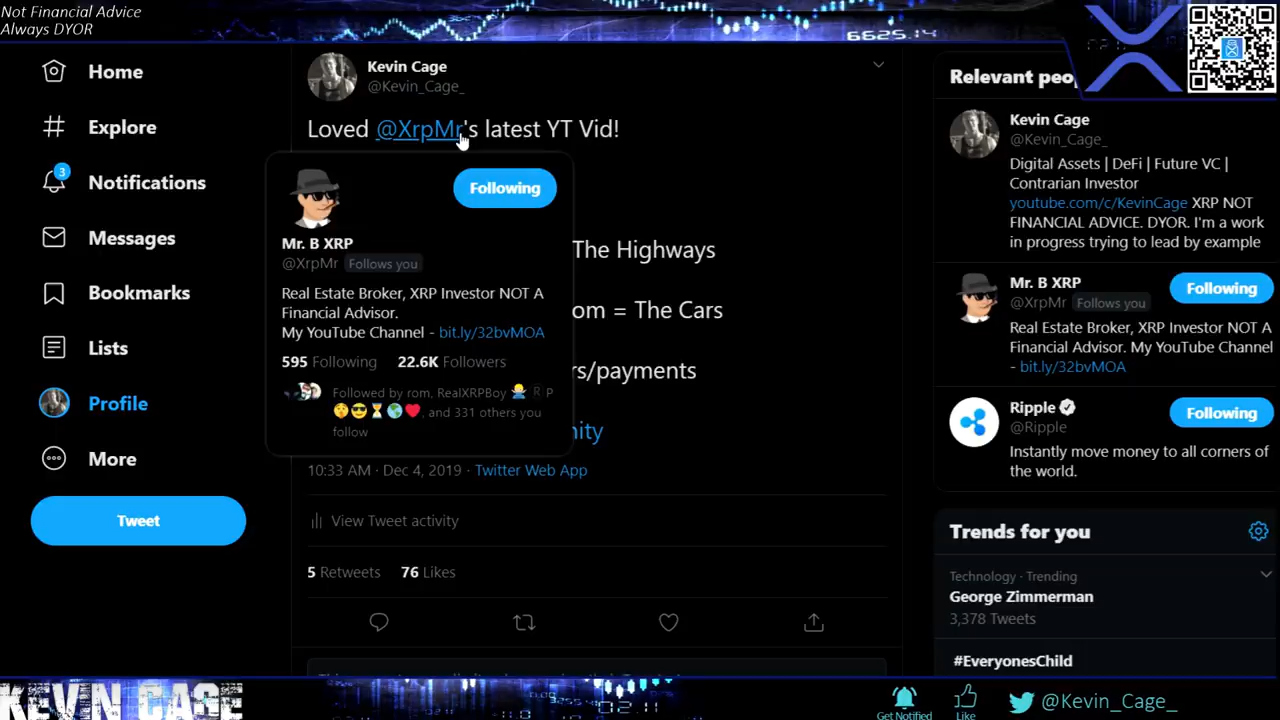 Not Financial Advice
Always DYOR
6625.14
Home
Explore
3
Notifications
Messages
Bookmarks
Lists
Profile
More
Tweet
Kevin Cage
@Kevin_Cage_
Loved @XrpMr's latest YT Vid!
Following
Mr. B XRP
@XrpMr Follows you
Real Estate Broker, XRP Investor NOT A
Financial Advisor.
My YouTube Channel - bit.ly/32bvMOA
595 Following 22.6K Followers
Followed by rom, RealXRPBoy 🙅‍♂️ R P
🤫😎⏳🌎❤️, and 331 others you
follow
The Highways
om = The Cars
rs/payments
nity
10:33 AM · Dec 4, 2019 · Twitter Web App
View Tweet activity
5 Retweets 76 Likes
Relevant peop
Kevin Cage
@Kevin_Cage_
Digital Assets | DeFi | Future VC |
Contrarian Investor
youtube.com/c/KevinCage XRP NOT
FINANCIAL ADVICE. DYOR. I'm a work
in progress trying to lead by example
Mr. B XRP
@XrpMr Follows you
Following
Real Estate Broker, XRP Investor NOT A
Financial Advisor. My YouTube Channel
- bit.ly/32bvMOA
Ripple
@Ripple
Following
Instantly move money to all corners of
the world.
Trends for you
Technology · Trending
George Zimmerman
3,378 Tweets
#EveryonesChild
KEVIN CAGE
Get Notified
Like
@Kevin_Cage_